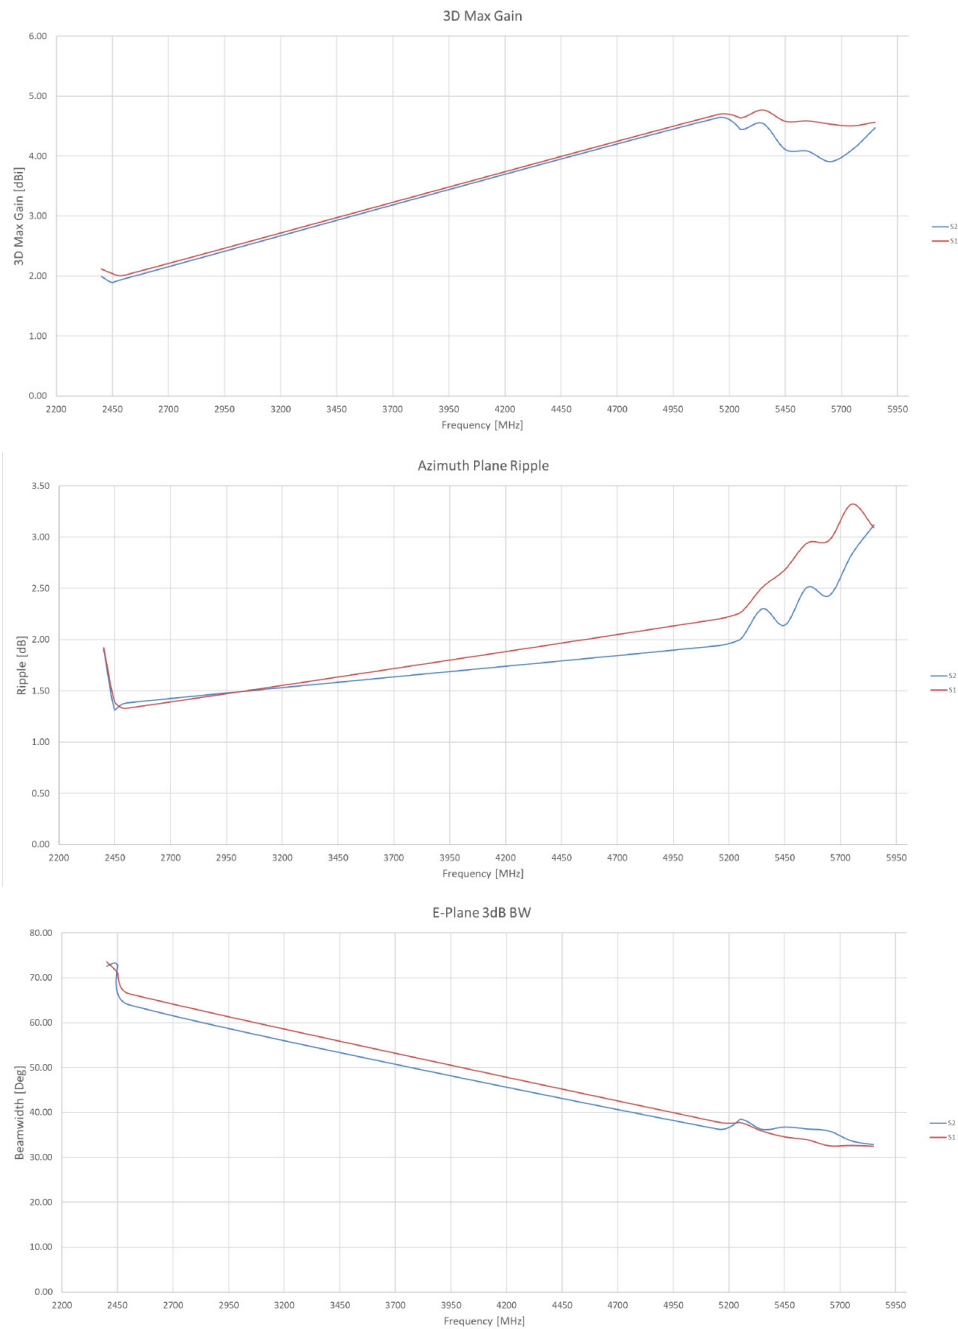 3D Max Gain
6.00
5.00
4.00
3.00
2.00
1.00
0.00
3D Max Gain [dBi]
2200 2450 2700 2950 3200 3450 3700 3950 4200 4450 4700 4950 5200 5450 5700 5950
Frequency [MHz]
S2
S1
Azimuth Plane Ripple
3.50
3.00
2.50
2.00
1.50
1.00
0.50
0.00
Ripple [dB]
2200 2450 2700 2950 3200 3450 3700 3950 4200 4450 4700 4950 5200 5450 5700 5950
Frequency [MHz]
S2
S1
E-Plane 3dB BW
80.00
70.00
60.00
50.00
40.00
30.00
20.00
10.00
0.00
Beamwidth [Deg]
2200 2450 2700 2950 3200 3450 3700 3950 4200 4450 4700 4950 5200 5450 5700 5950
Frequency [MHz]
S2
S1